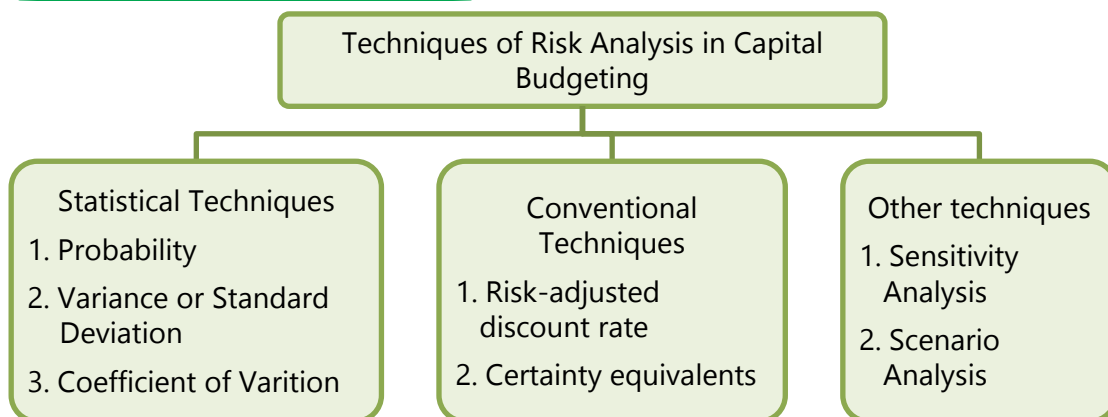 Techniques of Risk Analysis in Capital
Budgeting
Statistical Techniques
1. Probability
2. Variance or Standard
Deviation
3. Coefficient of Varition
Conventional
Techniques
1. Risk-adjusted
discount rate
2. Certainty equivalents
Other techniques
1. Sensitivity
Analysis
2. Scenario
Analysis